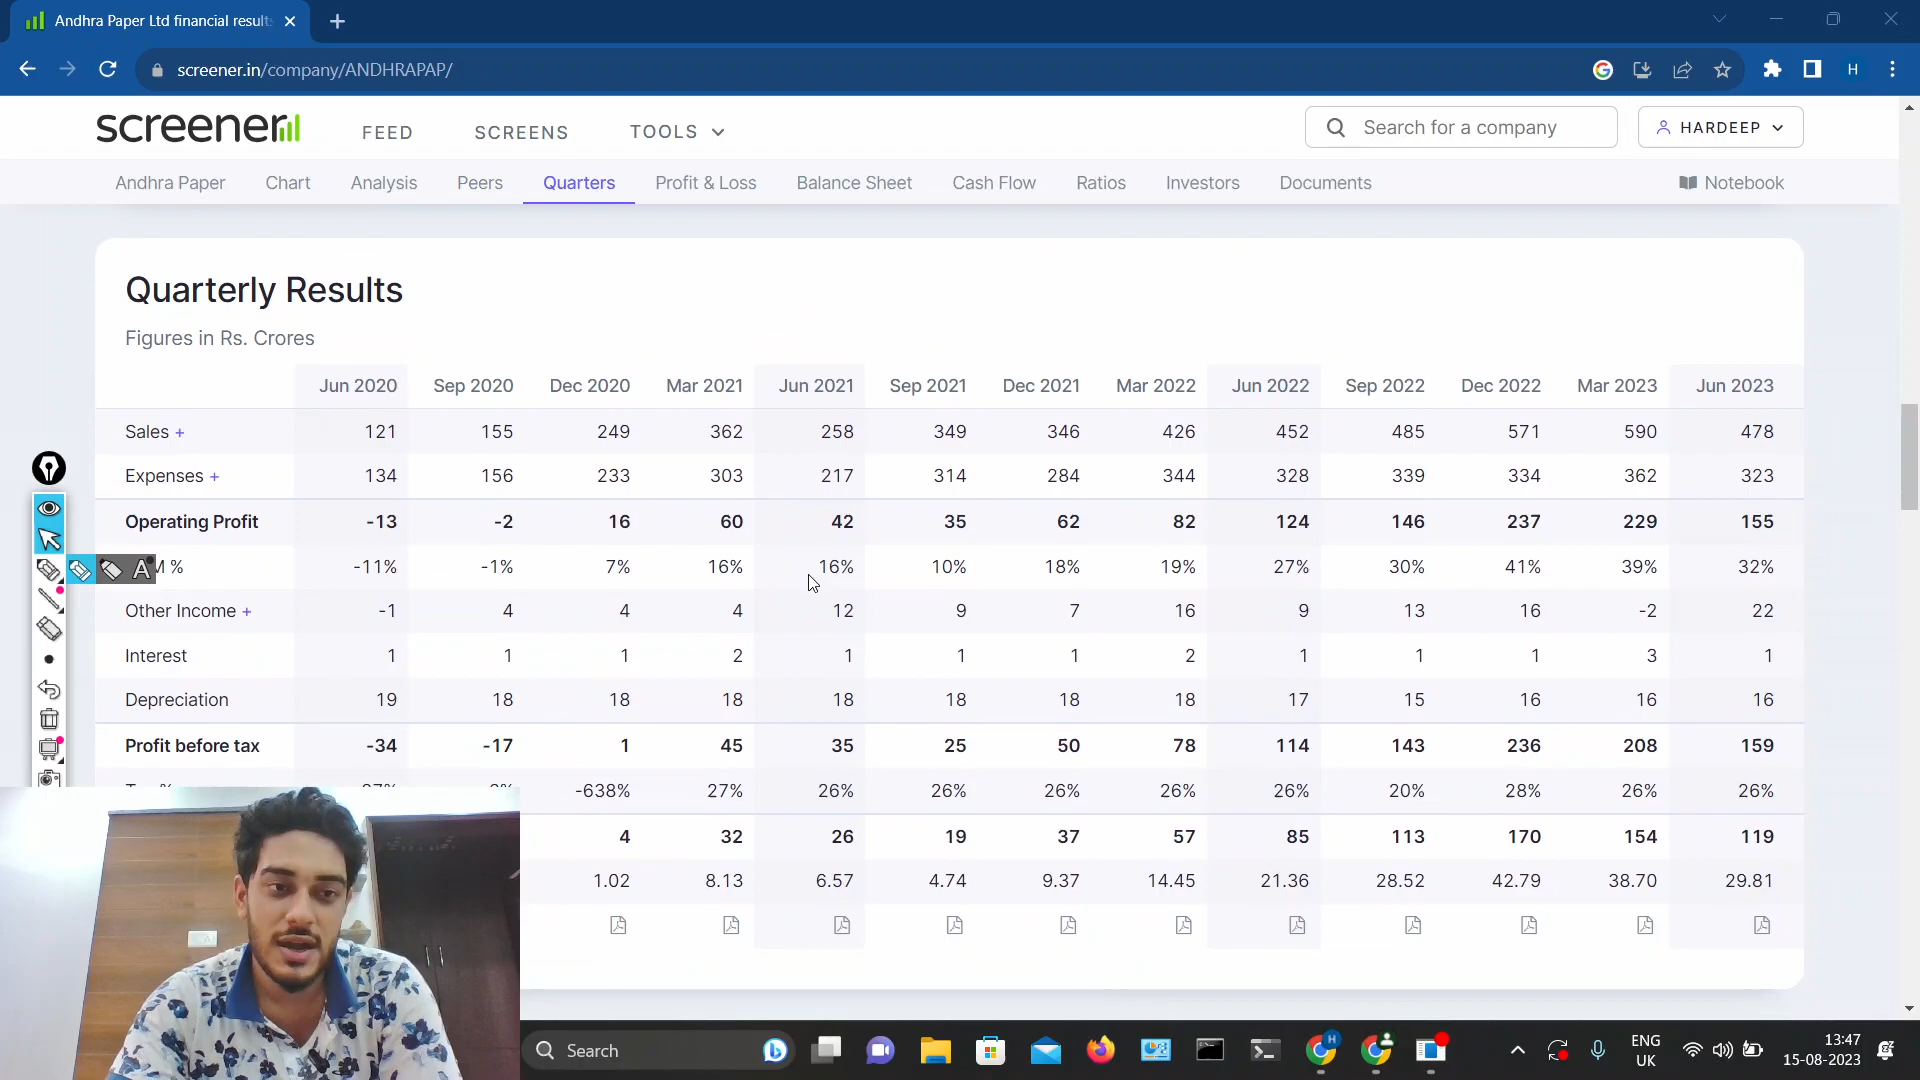 Andhra Paper Ltd financial result
screener.in/company/ANDHRAPAP/
H
screener
FEED SCREENS TOOLS
Search for a company
HARDEEP
Andhra Paper Chart Analysis Peers Quarters Profit & Loss Balance Sheet Cash Flow Ratios Investors Documents Notebook
Quarterly Results
Figures in Rs. Crores
Jun 2020 Sep 2020 Dec 2020 Mar 2021 Jun 2021 Sep 2021 Dec 2021 Mar 2022 Jun 2022 Sep 2022 Dec 2022 Mar 2023 Jun 2023
Sales + 121 155 249 362 258 349 346 426 452 485 571 590 478
Expenses + 134 156 233 303 217 314 284 344 328 339 334 362 323
Operating Profit -13 -2 16 60 42 35 62 82 124 146 237 229 155
A M % -11% -1% 7% 16% 16% 10% 18% 19% 27% 30% 41% 39% 32%
Other Income + -1 4 4 4 12 9 7 16 9 13 16 -2 22
Interest 1 1 1 2 1 1 1 2 1 1 1 3 1
Depreciation 19 18 18 18 18 18 18 18 17 15 16 16 16
Profit before tax -34 -17 1 45 35 25 50 78 114 143 236 208 159
-638% 27% 26% 26% 26% 26% 26% 20% 28% 26% 26%
4 32 26 19 37 57 85 113 170 154 119
1.02 8.13 6.57 4.74 9.37 14.45 21.36 28.52 42.79 38.70 29.81
Search
H
ENG
UK
13:47
15-08-2023